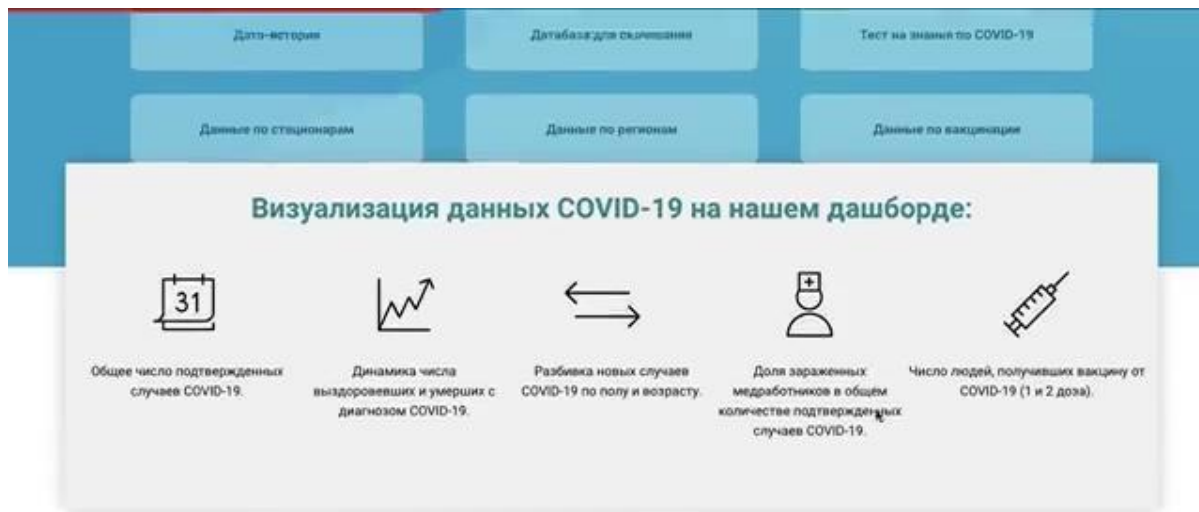 Дата-история
Датабаза для скачивания
Тест на знания по COVID-19
Данные по стационарам
Данные по регионам
Данные по вакцинации
Визуализация данных COVID-19 на нашем дашборде:
31
Общее число подтвержденных
случаев COVID-19.
Динамика числа
выздоровевших и умерших с
диагнозом COVID-19.
Разбивка новых случаев
COVID-19 по полу и возрасту.
Доля зараженных
медработников в общем
количестве подтвержденных
случаев COVID-19.
Число людей, получивших вакцину от
COVID-19 (1 и 2 доза).